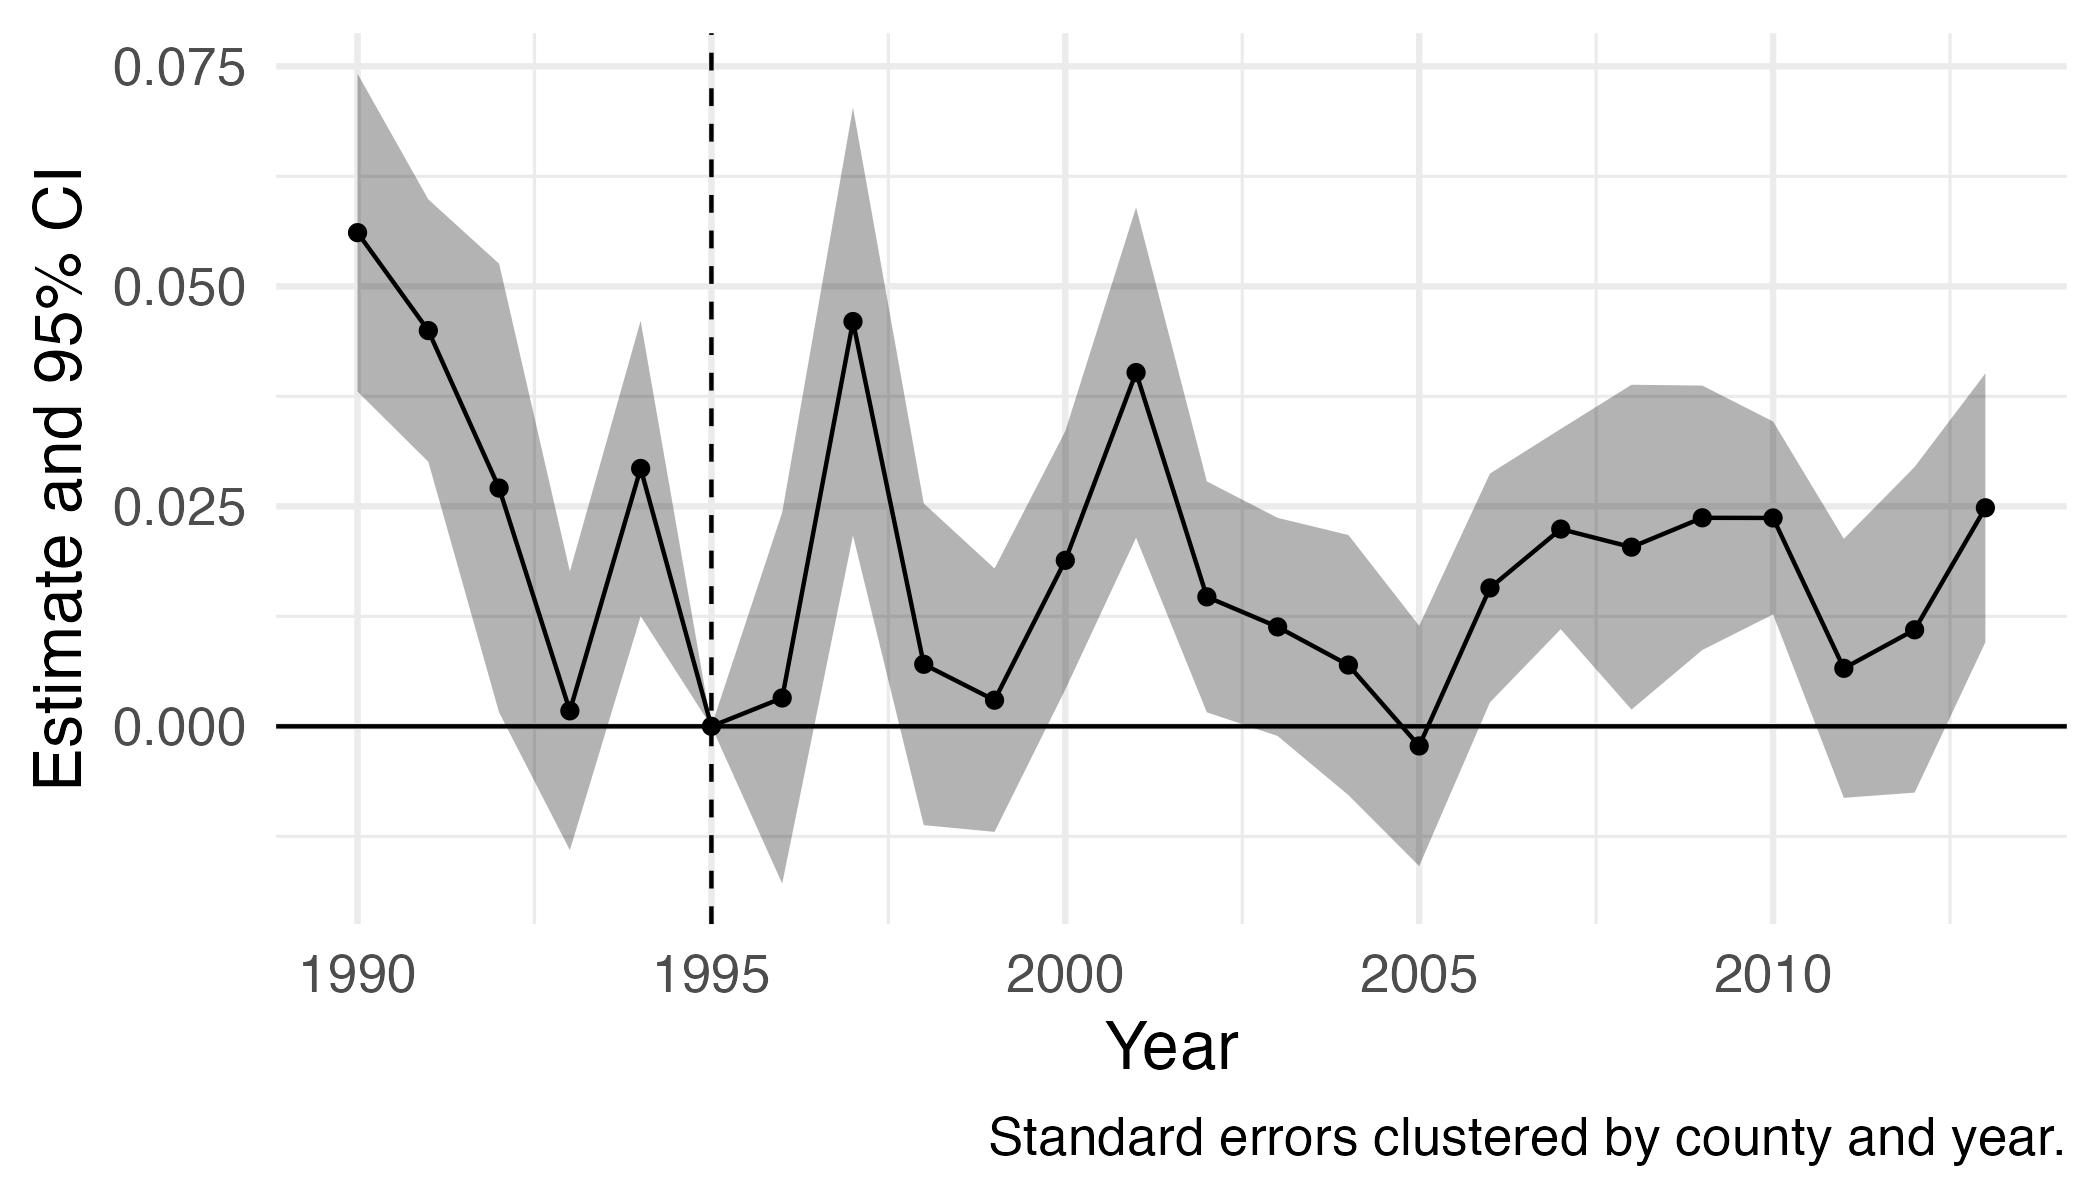 Estimate and 95% CI
0.075
0.050
0.025
0.000
1990 1995 2000 2005 2010
Year
Standard errors clustered by county and year.